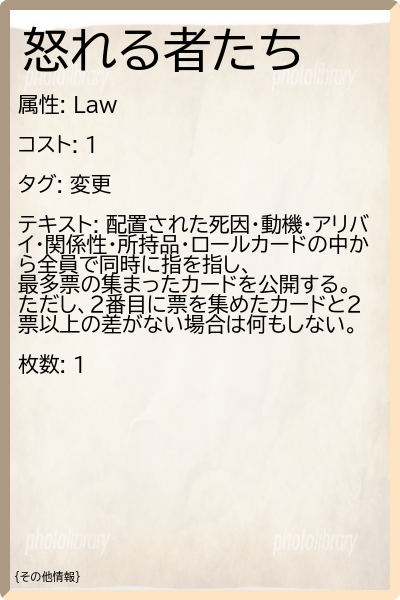 怒れる者たち
photolibrary
photolibrary
属性: Law
コスト: 1
タグ: 変更
テキスト: 配置された死因・動機・アリバ
イ・関係性・所持品・ロールカードの中か
ら全員で同時に指を指し、
最多票の集まったカードを公開する。
ただし、2番目に票を集めたカードと2
票以上の差がない場合は何もしない。
枚数: 1
photolibrary
photolibrary
{その他情報}